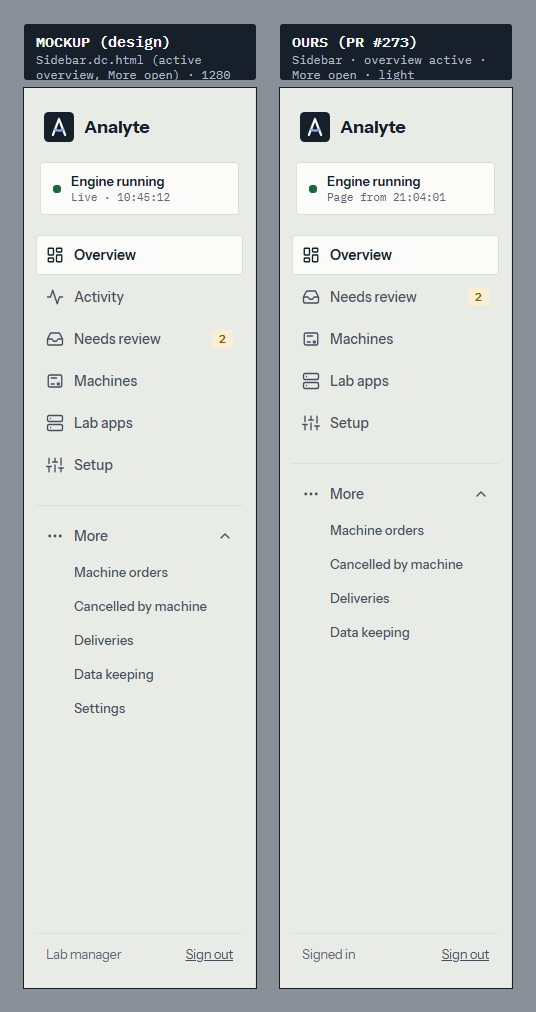 MOCKUP (design)
Sidebar.dc.html (active
overview, More open) · 1280
Analyte
Engine running
Live · 10:45:12
Overview
Activity
Needs review 2
Machines
Lab apps
Setup
More
Machine orders
Cancelled by machine
Deliveries
Data keeping
Settings
Lab manager Sign out
OURS (PR #273)
Sidebar · overview active ·
More open · light
Analyte
Engine running
Page from 21:04:01
Overview
Needs review 2
Machines
Lab apps
Setup
More
Machine orders
Cancelled by machine
Deliveries
Data keeping
Signed in Sign out